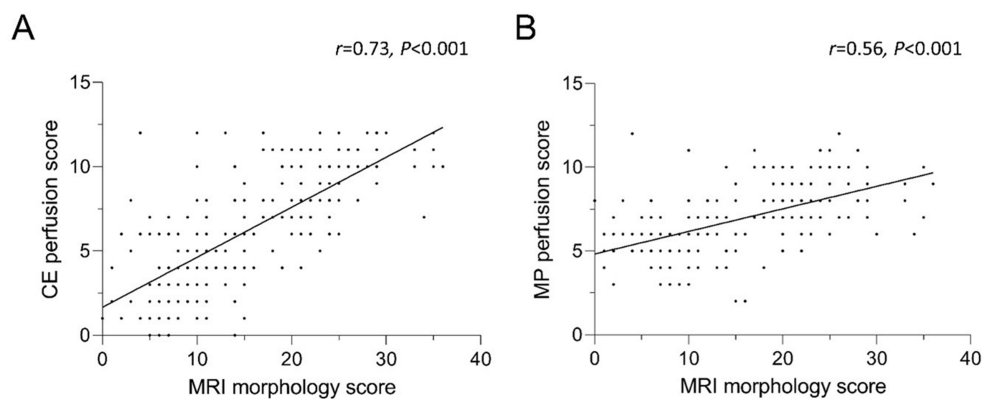 A
r=0.73, P<0.001
15
10
5
0
CE perfusion score
0 10 20 30 40
MRI morphology score
B
r=0.56, P<0.001
15
10
5
0
MP perfusion score
0 10 20 30 40
MRI morphology score